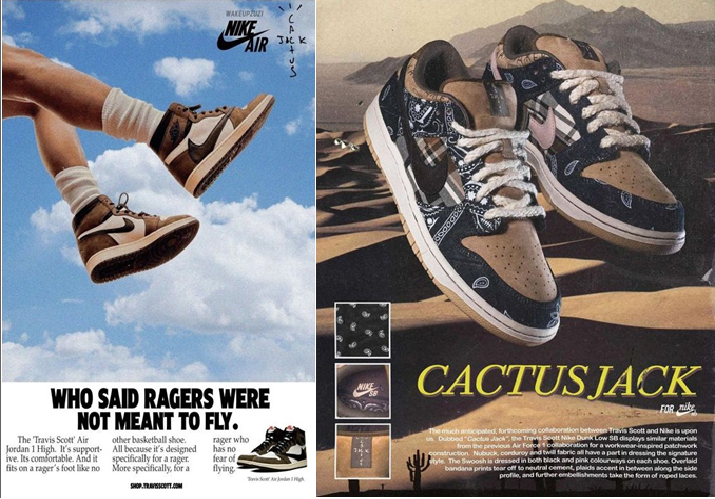 WAKEUPZUZI
NIKE
AIR
CACTUS
JACK
WHO SAID RAGERS WERE
NOT MEANT TO FLY.
The 'Travis Scott' Air
Jordan 1 High. It's support-
ive. Its comfortable. And it
fits on a rager's foot like no
other basketball shoe.
All because it's designed
specifically for a rager.
More specifically, for a
rager who
has no
fear of
flying.
'Travis Scott' Air Jordan 1 High
SHOP.TRAVISSCOTT.COM
NIKE
SB
CACTUS JACK
FOR nike
The much anticipated, forthcoming collaboration between Travis Scott and Nike is upon
us. Dubbed "Cactus Jack", the Travis Scott Nike Dunk Low SB displays similar materials
from the previous Air Force 1 collaboration for a workwear-inspired patchwork
construction. Nubuck, corduroy and twill fabric all have a part in dressing the signature
style. The Swoosh is dressed in both black and pink colourways on each shoe. Overlaid
bandana prints tear off to neutral cement, plaids accent in between along the side
profile, and further embellishments take the form of roped laces.